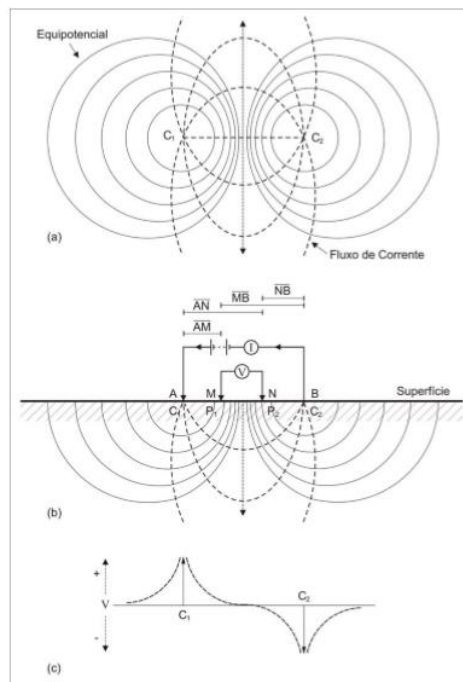 Equipotencial
C₁
C₂
(a)
Fluxo de Corrente
NB
MB
AN
AM
I
V
A
M
N
B
Superfície
C₁
P₁
P₂
C₂
(b)
+
V
-
C₁
C₂
(c)